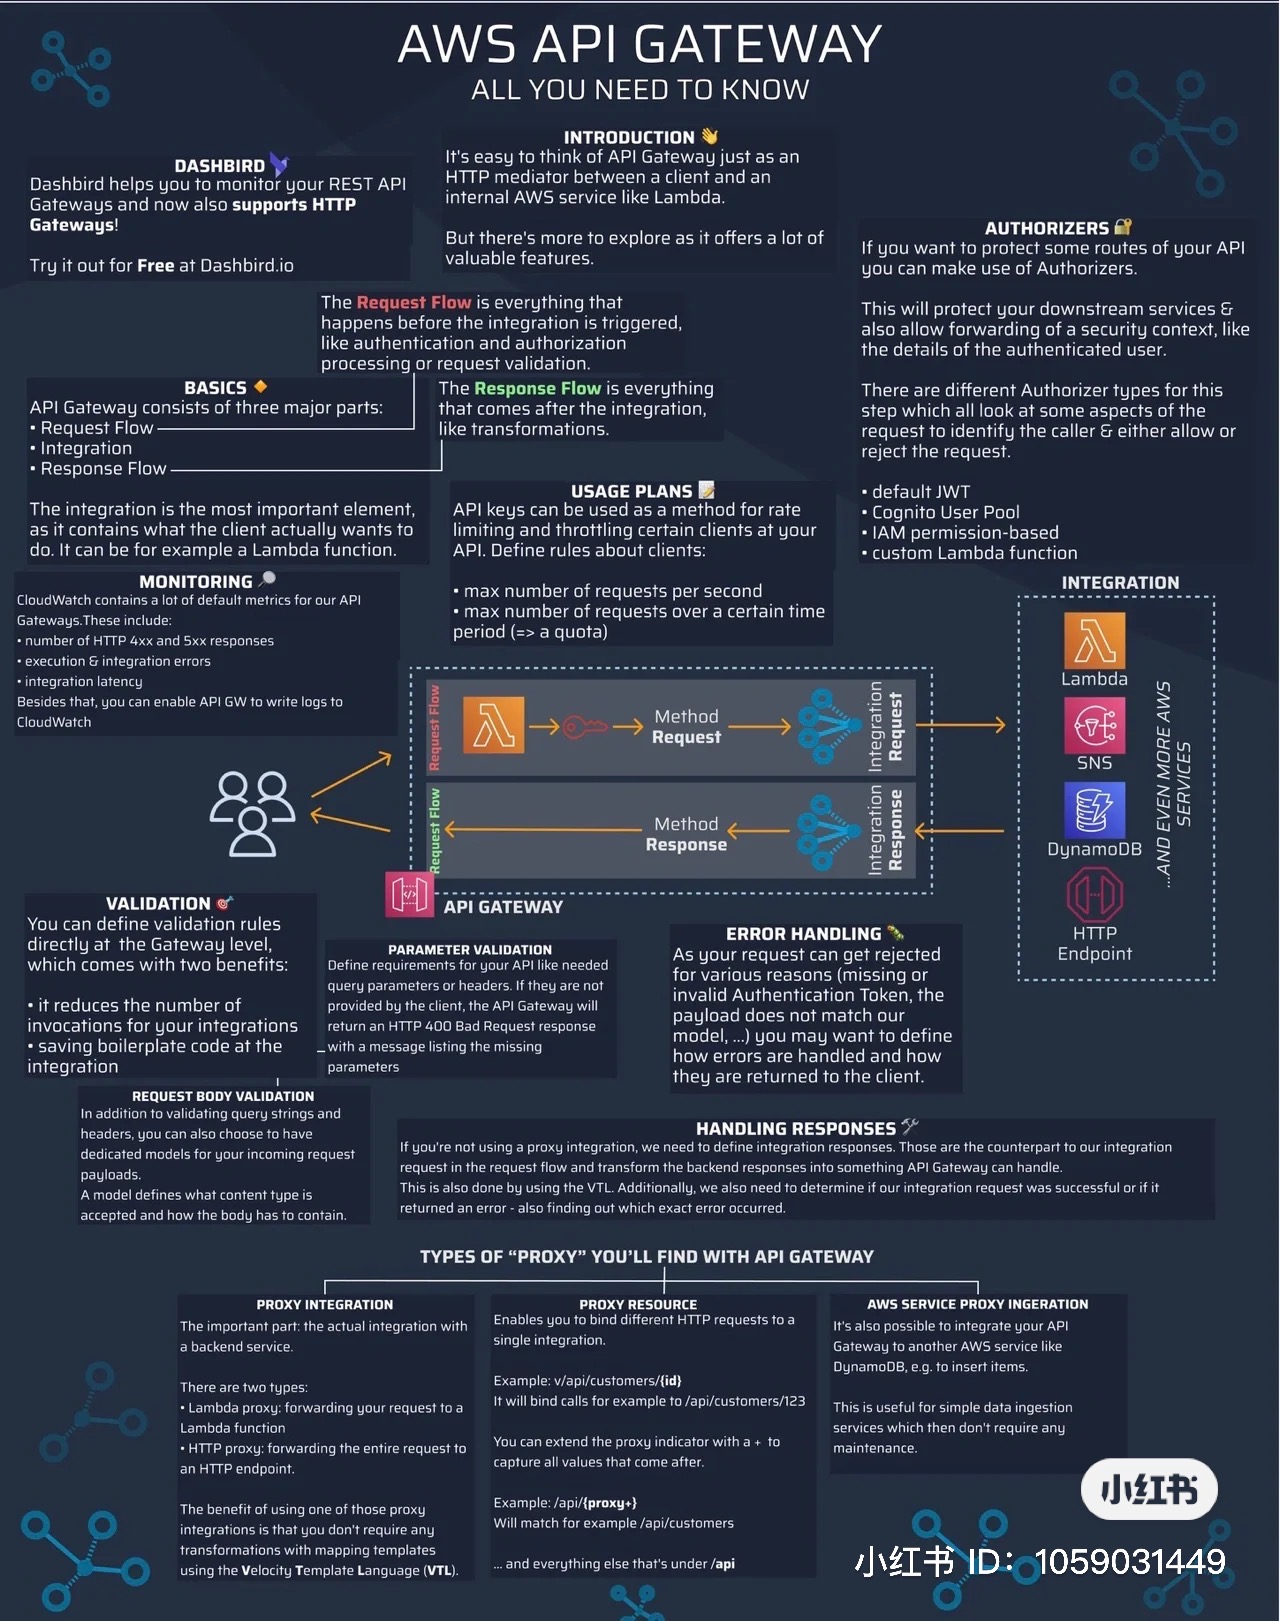 AWS API GATEWAY
ALL YOU NEED TO KNOW
INTRODUCTION
It's easy to think of API Gateway just as an
HTTP mediator between a client and an
internal AWS service like Lambda.
But there's more to explore as it offers a lot of
valuable features.
DASHBIRD
Dashbird helps you to monitor your REST API
Gateways and now also supports HTTP
Gateways!
Try it out for Free at Dashbird.io
AUTHORIZERS
If you want to protect some routes of your API
you can make use of Authorizers.
This will protect your downstream services &
also allow forwarding of a security context, like
the details of the authenticated user.
There are different Authorizer types for this
step which all look at some aspects of the
request to identify the caller & either allow or
reject the request.
• default JWT
• Cognito User Pool
• IAM permission-based
• custom Lambda function
The Request Flow is everything that
happens before the integration is triggered,
like authentication and authorization
processing or request validation.
BASICS
API Gateway consists of three major parts:
• Request Flow
• Integration
• Response Flow
The integration is the most important element,
as it contains what the client actually wants to
do. It can be for example a Lambda function.
The Response Flow is everything
that comes after the integration,
like transformations.
USAGE PLANS
API keys can be used as a method for rate
limiting and throttling certain clients at your
API. Define rules about clients:
• max number of requests per second
• max number of requests over a certain time
period (=> a quota)
MONITORING
CloudWatch contains a lot of default metrics for our API
Gateways.These include:
• number of HTTP 4xx and 5xx responses
• execution & integration errors
• integration latency
Besides that, you can enable API GW to write logs to
CloudWatch
INTEGRATION
Lambda
SNS
DynamoDB
HTTP
Endpoint
...AND EVEN MORE AWS
SERVICES
Request Flow
Method
Request
Integration
Request
Request Flow
Method
Response
Integration
Response
API GATEWAY
VALIDATION
You can define validation rules
directly at the Gateway level,
which comes with two benefits:
• it reduces the number of
invocations for your integrations
• saving boilerplate code at the
integration
PARAMETER VALIDATION
Define requirements for your API like needed
query parameters or headers. If they are not
provided by the client, the API Gateway will
return an HTTP 400 Bad Request response
with a message listing the missing
parameters
ERROR HANDLING
As your request can get rejected
for various reasons (missing or
invalid Authentication Token, the
payload does not match our
model, ...) you may want to define
how errors are handled and how
they are returned to the client.
REQUEST BODY VALIDATION
In addition to validating query strings and
headers, you can also choose to have
dedicated models for your incoming request
payloads.
A model defines what content type is
accepted and how the body has to contain.
HANDLING RESPONSES
If you're not using a proxy integration, we need to define integration responses. Those are the counterpart to our integration
request in the request flow and transform the backend responses into something API Gateway can handle.
This is also done by using the VTL. Additionally, we also need to determine if our integration request was successful or if it
returned an error - also finding out which exact error occurred.
TYPES OF “PROXY” YOU'LL FIND WITH API GATEWAY
PROXY INTEGRATION
The important part: the actual integration with
a backend service.
There are two types:
• Lambda proxy: forwarding your request to a
Lambda function
• HTTP proxy: forwarding the entire request to
an HTTP endpoint.
The benefit of using one of those proxy
integrations is that you don't require any
transformations with mapping templates
using the Velocity Template Language (VTL).
PROXY RESOURCE
Enables you to bind different HTTP requests to a
single integration.
Example: v/api/customers/{id}
It will bind calls for example to /api/customers/123
You can extend the proxy indicator with a + to
capture all values that come after.
Example: /api/{proxy+}
Will match for example /api/customers
... and everything else that's under /api
AWS SERVICE PROXY INGERATION
It's also possible to integrate your API
Gateway to another AWS service like
DynamoDB, e.g. to insert items.
This is useful for simple data ingestion
services which then don't require any
maintenance.
小红书
小红书 ID: 1059031449